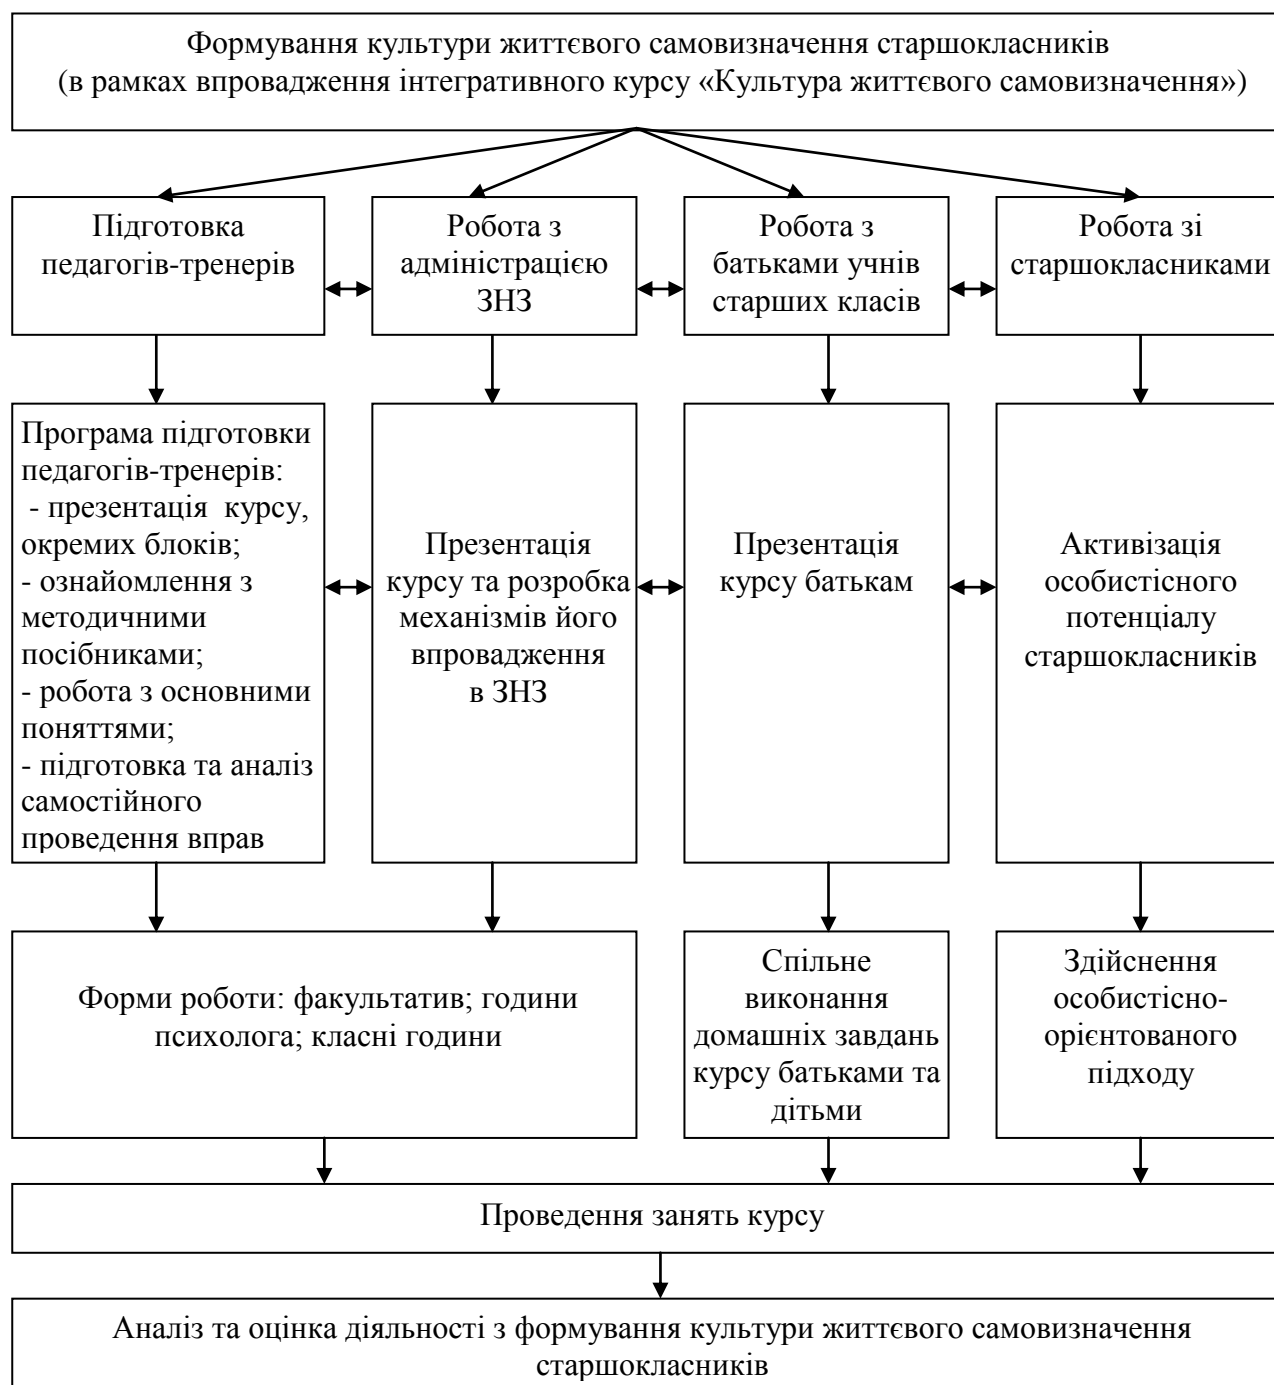 Формування культури життєвого самовизначення старшокласників
(в рамках впровадження інтегративного курсу «Культура життєвого самовизначення»)
Підготовка
педагогів-тренерів
Робота з
адміністрацією
ЗНЗ
Робота з
батьками учнів
старших класів
Робота зі
старшокласниками
Програма підготовки
педагогів-тренерів:
- презентація курсу,
окремих блоків;
- ознайомлення з
методичними
посібниками;
- робота з основними
поняттями;
- підготовка та аналіз
самостійного
проведення вправ
Презентація
курсу та розробка
механізмів його
впровадження
в ЗНЗ
Презентація
курсу батькам
Активізація
особистісного
потенціалу
старшокласників
Форми роботи: факультатив; години
психолога; класні години
Спільне
виконання
домашніх завдань
курсу батьками та
дітьми
Здійснення
особистісно-
орієнтованого
підходу
Проведення занять курсу
Аналіз та оцінка діяльності з формування культури життєвого самовизначення
старшокласників